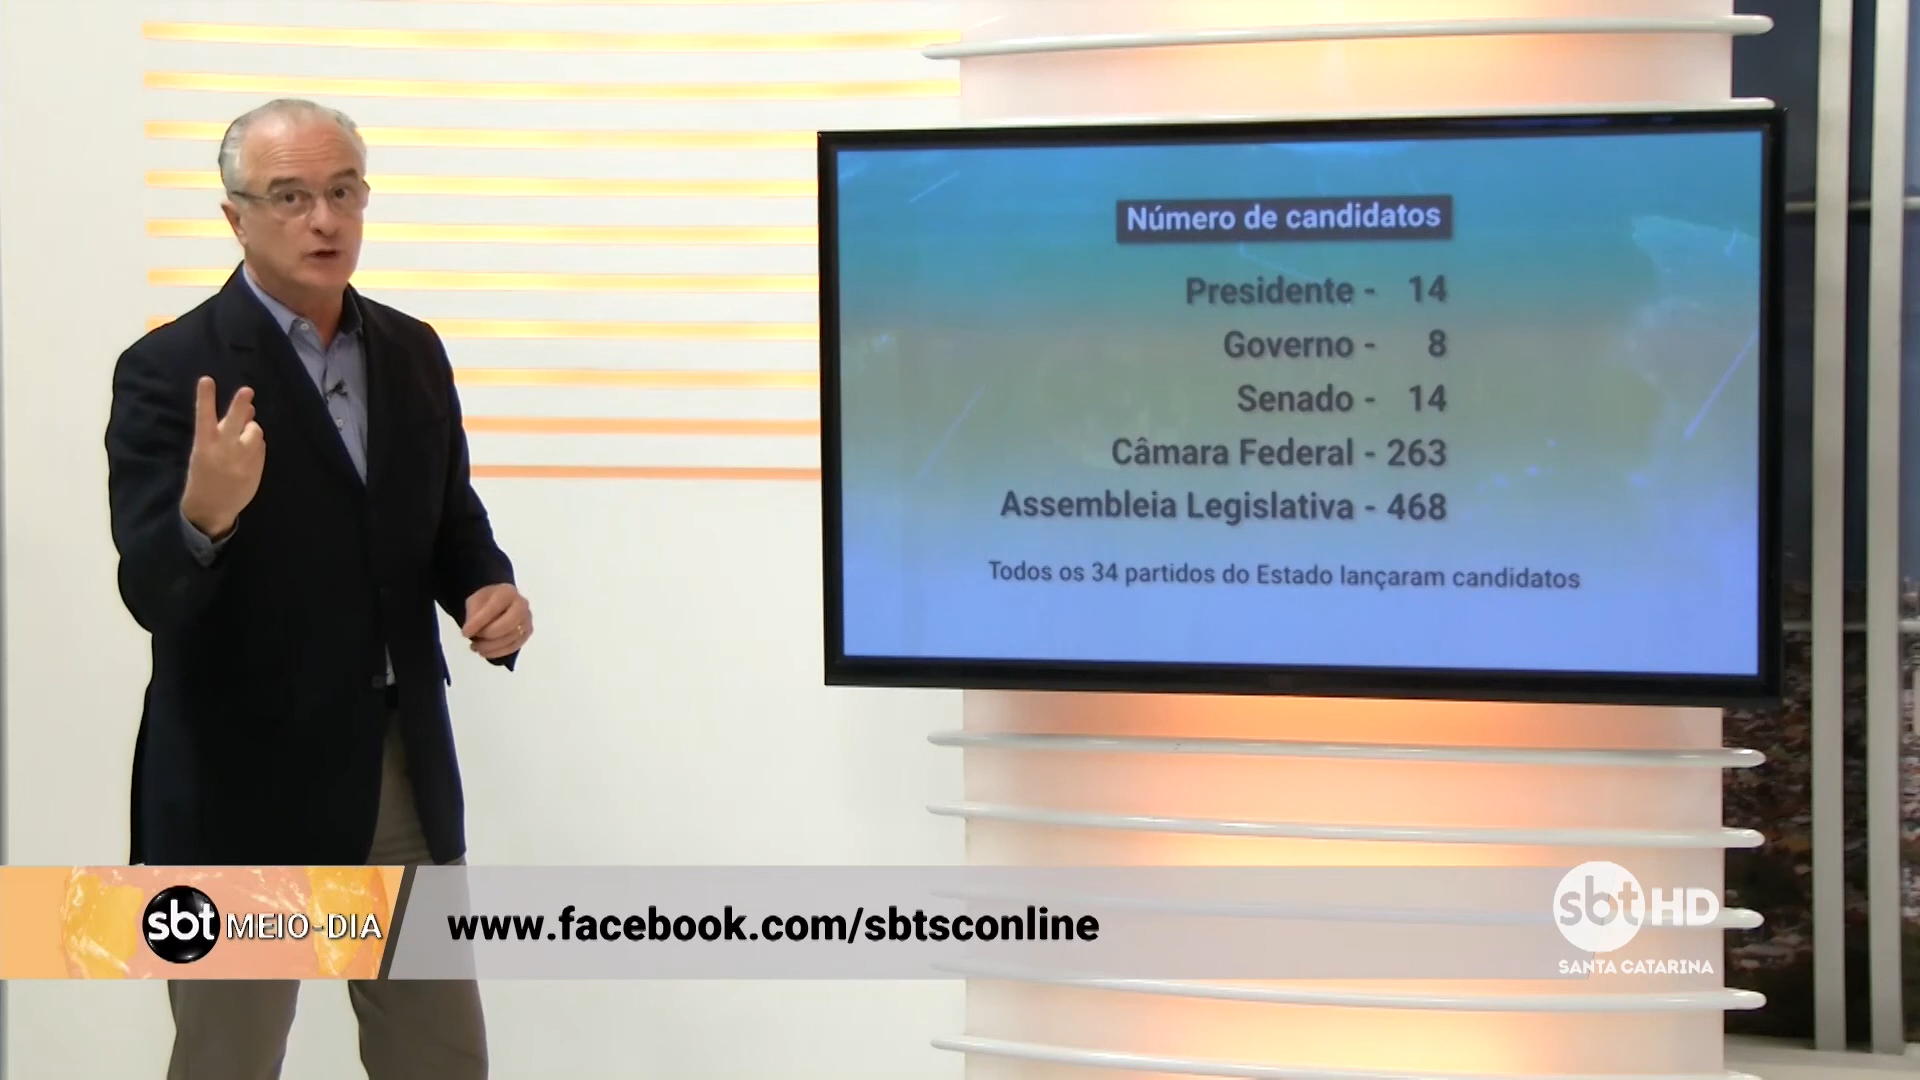 Número de candidatos
Presidente - 14
Governo - 8
Senado - 14
Câmara Federal - 263
Assembleia Legislativa - 468
Todos os 34 partidos do Estado lançaram candidatos
sbt MEIO-DIA
www.facebook.com/sbtsconline
sbt HD
SANTA CATARINA